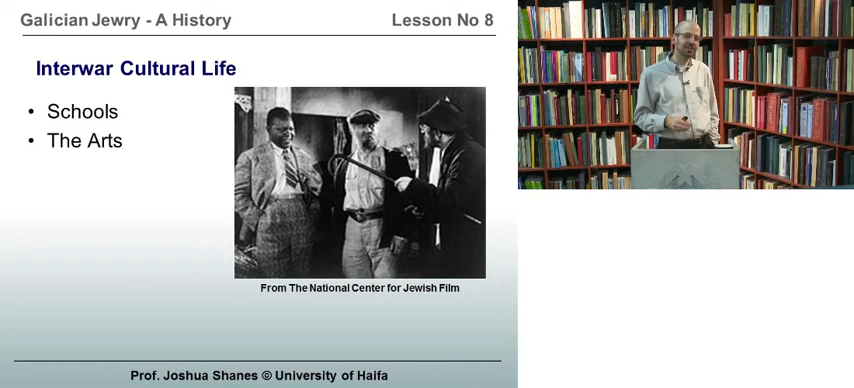 Galician Jewry - A History Lesson No 8
Interwar Cultural Life
• Schools
• The Arts
From The National Center for Jewish Film
Prof. Joshua Shanes © University of Haifa